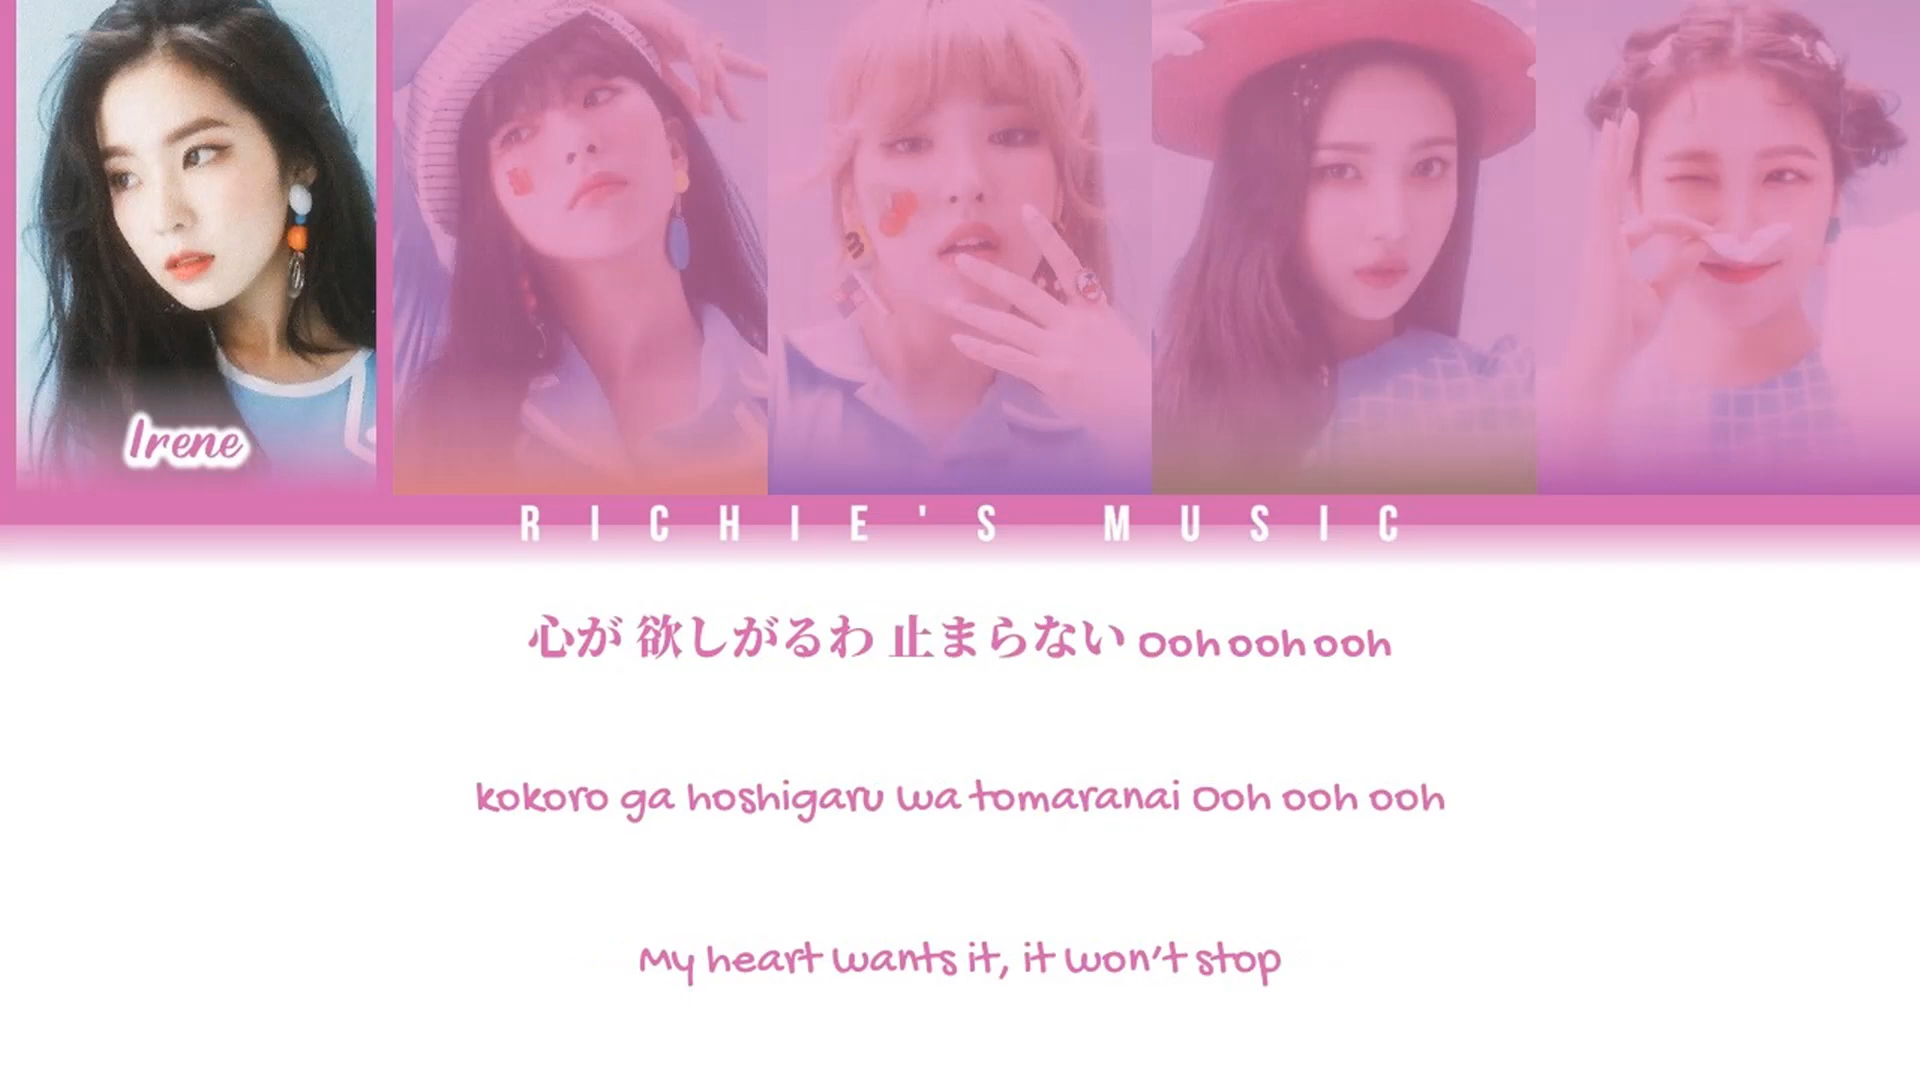 Irene
RICHIE'S MUSIC
心が 欲しがるわ 止まらない Ooh ooh ooh
kokoro ga hoshigaru wa tomaranai Ooh ooh ooh
My heart wants it, it won't stop